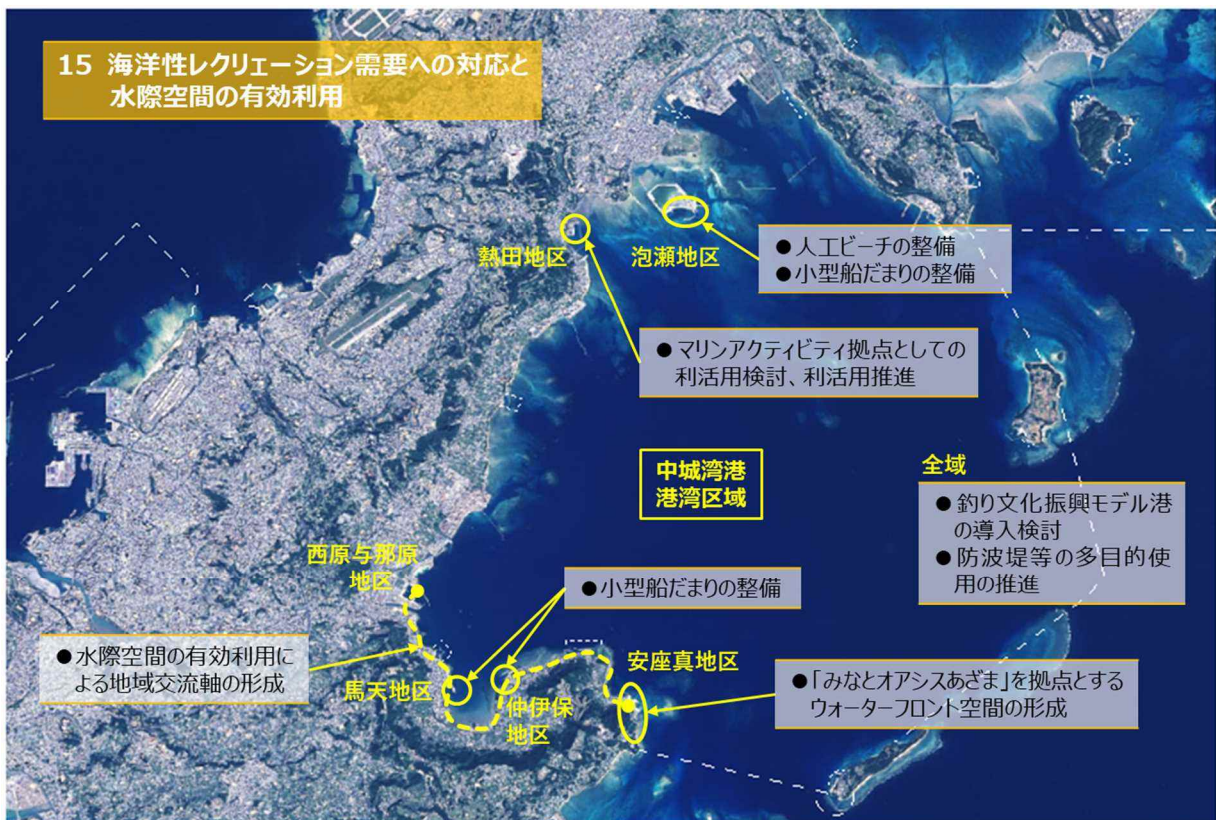 15 海洋性レクリェーション需要への対応と
水際空間の有効利用
熱田地区
泡瀬地区
●人工ビーチの整備
●小型船だまりの整備
●マリンアクティビティ拠点としての
利活用検討、利活用推進
中城湾港
港湾区域
全域
●釣り文化振興モデル港
の導入検討
●防波堤等の多目的使
用の推進
西原与那原
地区
●小型船だまりの整備
●水際空間の有効利用に
よる地域交流軸の形成
馬天地区
仲伊保
地区
安座真地区
●「みなとオアシスあざま」を拠点とする
ウォーターフロント空間の形成